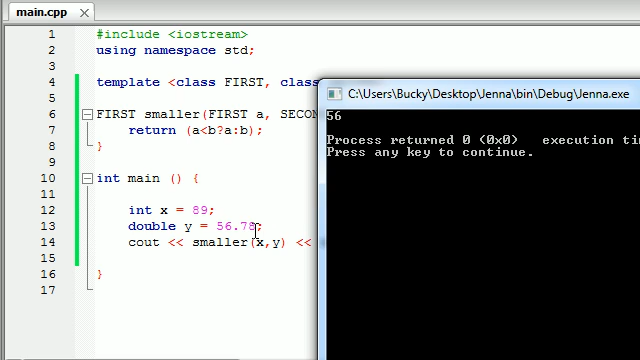 main.cpp
1 #include <iostream>
2 using namespace std;
3
4 template <class FIRST, class
5
6 FIRST smaller(FIRST a, SECON
7 return (a<b?a:b);
8 }
9
10 int main () {
11
12 int x = 89;
13 double y = 56.78;
14 cout << smaller(x,y) <<
15
16 }
17
C:\Users\Bucky\Desktop\Jenna\bin\Debug\Jenna.exe
56
Process returned 0 (0x0) execution ti
Press any key to continue.